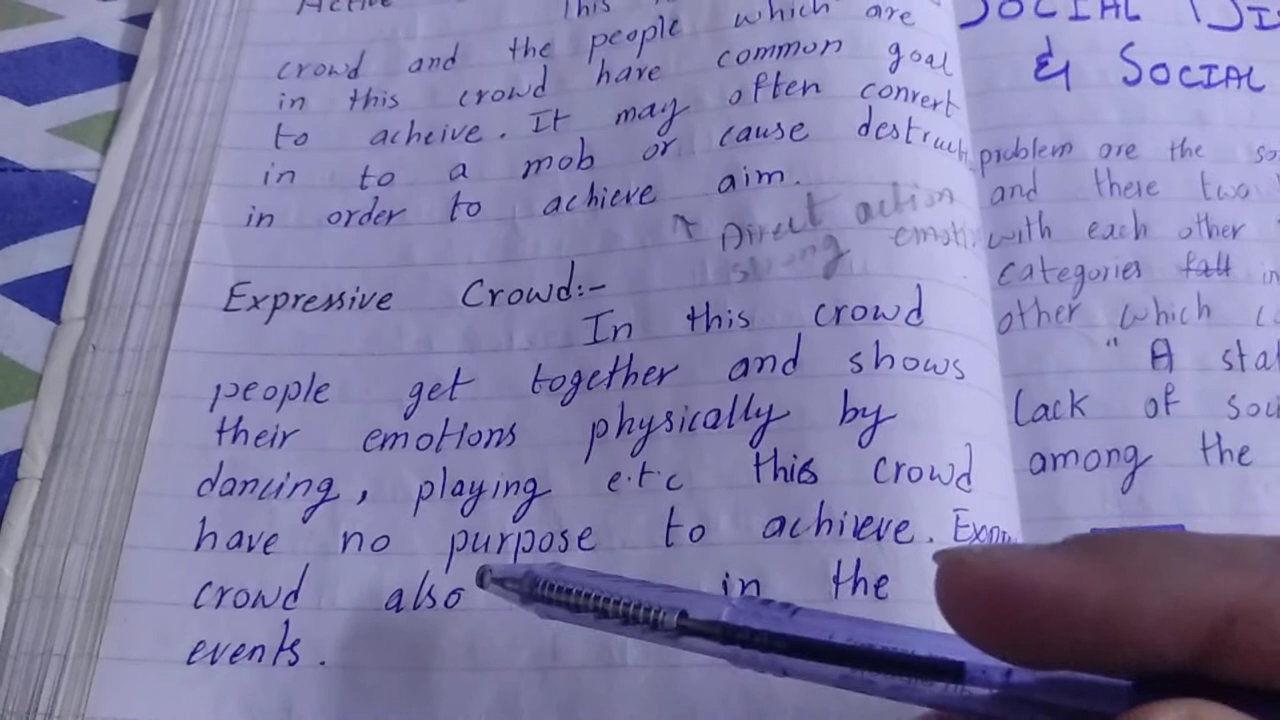 Active This
crowd and the people which are
in this crowd have common goal
to acheive. It may often convert
in to a mob or cause
in order to achieve aim.
Direct action
strong
Expressive Crowd:-
In this crowd
people get together and shows
their emotions physically by
dancing, playing e.t.c this crowd
have no purpose to achieve.
crowd also in the
events.
SOCIAL
& SOCIAL
problem are the
and there two
with each other
categories fall in
other which
" A
lack of
among the